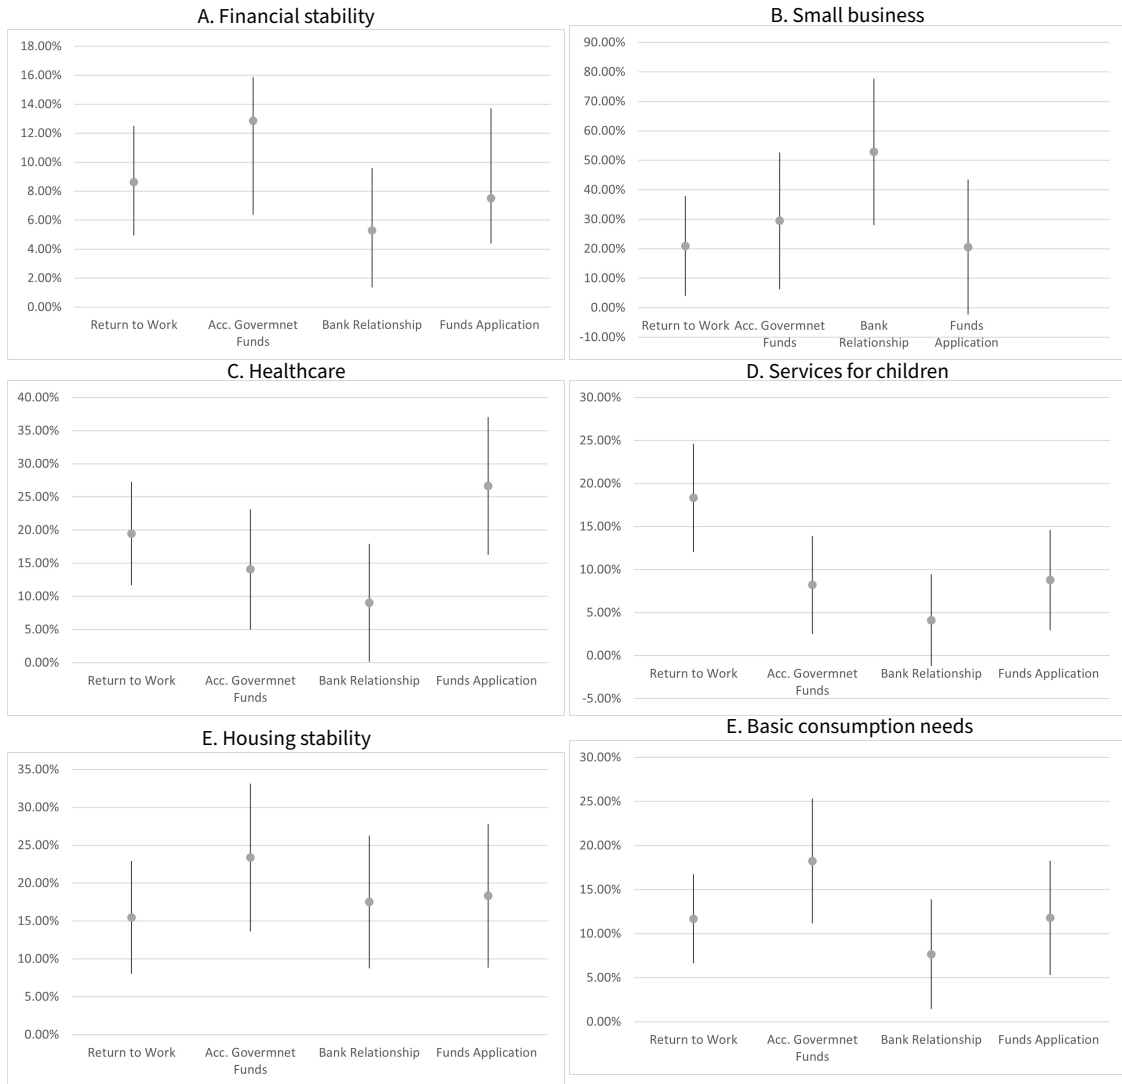 A. Financial stability
18.00%
16.00%
14.00%
12.00%
10.00%
8.00%
6.00%
4.00%
2.00%
0.00%
Return to Work
Acc. Govermnet
Funds
Bank Relationship
Funds Application
B. Small business
90.00%
80.00%
70.00%
60.00%
50.00%
40.00%
30.00%
20.00%
10.00%
0.00%
-10.00%
Return to Work
Acc. Govermnet
Funds
Bank
Relationship
Funds
Application
C. Healthcare
40.00%
35.00%
30.00%
25.00%
20.00%
15.00%
10.00%
5.00%
0.00%
Return to Work
Acc. Govermnet
Funds
Bank Relationship
Funds Application
D. Services for children
30.00%
25.00%
20.00%
15.00%
10.00%
5.00%
0.00%
-5.00%
Return to Work
Acc. Govermnet
Funds
Bank Relationship
Funds Application
E. Housing stability
35.00%
30.00%
25.00%
20.00%
15.00%
10.00%
5.00%
0.00%
Return to Work
Acc. Govermnet
Funds
Bank Relationship
Funds Application
E. Basic consumption needs
30.00%
25.00%
20.00%
15.00%
10.00%
5.00%
0.00%
Return to Work
Acc. Govermnet
Funds
Bank Relationship
Funds Application